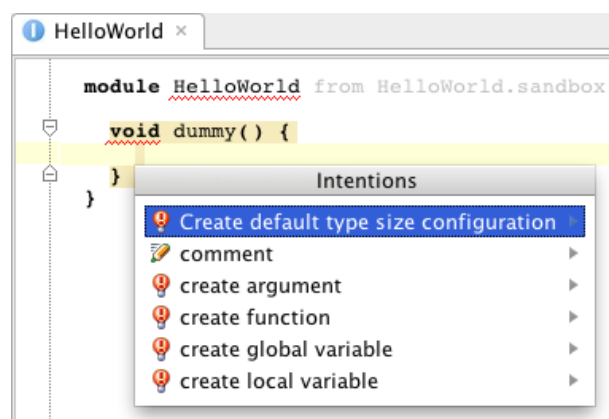 HelloWorld ×
module HelloWorld from HelloWorld.sandbox
void dummy() {
}
}
Intentions
Create default type size configuration
comment
create argument
create function
create global variable
create local variable